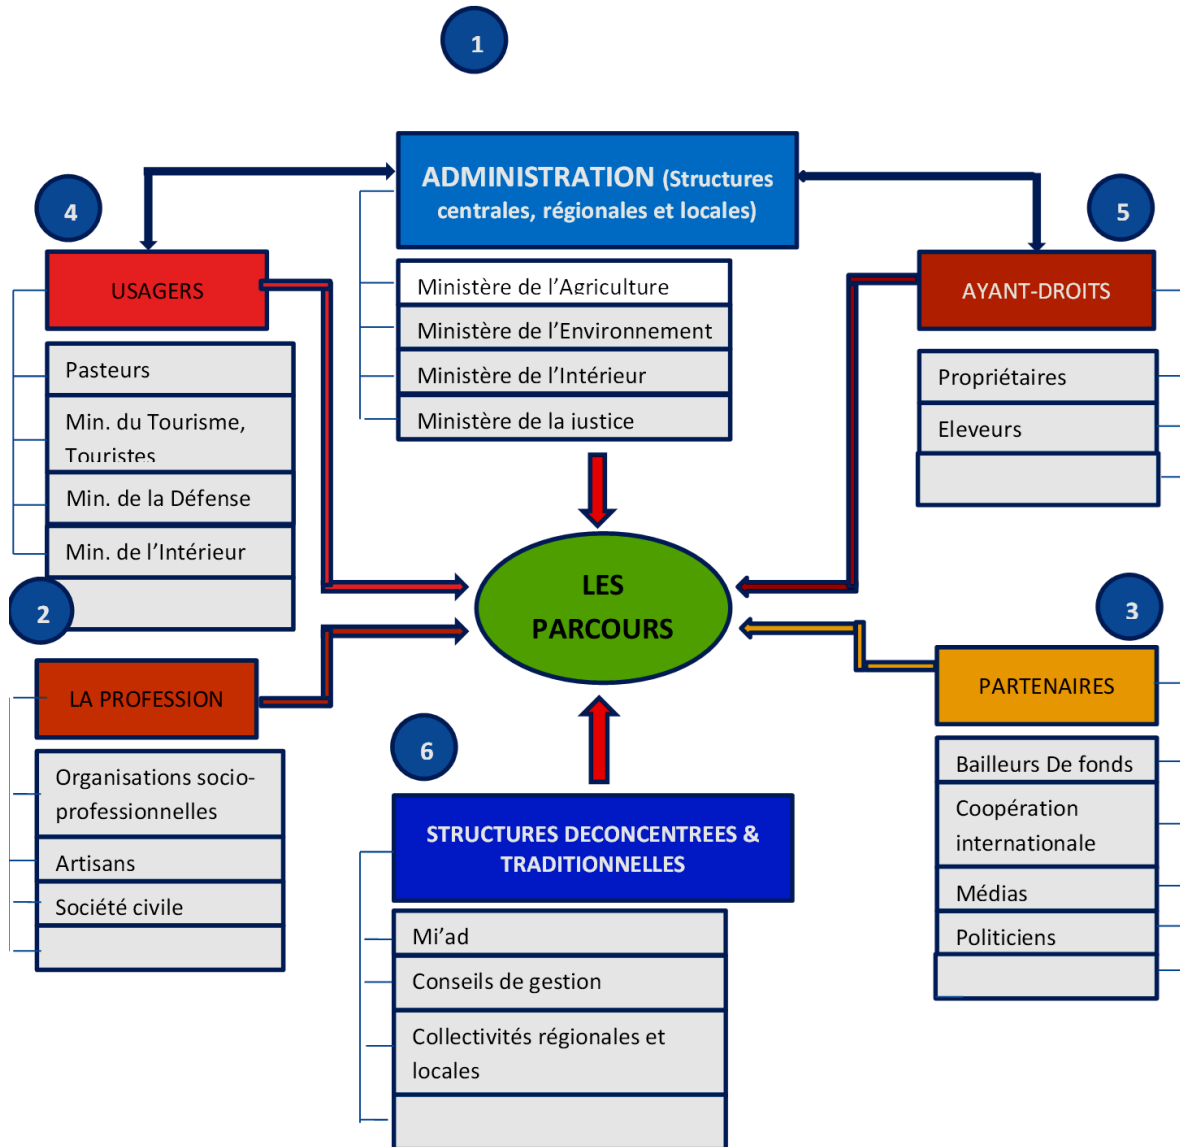 1
ADMINISTRATION (Structures
centrales, régionales et locales)
Ministère de l'Agriculture
Ministère de l'Environnement
Ministère de l'Intérieur
Ministère de la justice
4
USAGERS
Pasteurs
Min. du Tourisme,
Touristes
Min. de la Défense
Min. de l'Intérieur
5
AYANT-DROITS
Propriétaires
Eleveurs
LES
PARCOURS
2
LA PROFESSION
Organisations socio-
professionnelles
Artisans
Société civile
3
PARTENAIRES
Bailleurs De fonds
Coopération
internationale
Médias
Politiciens
6
STRUCTURES DECONCENTREES &
TRADITIONNELLES
Mi'ad
Conseils de gestion
Collectivités régionales et
locales